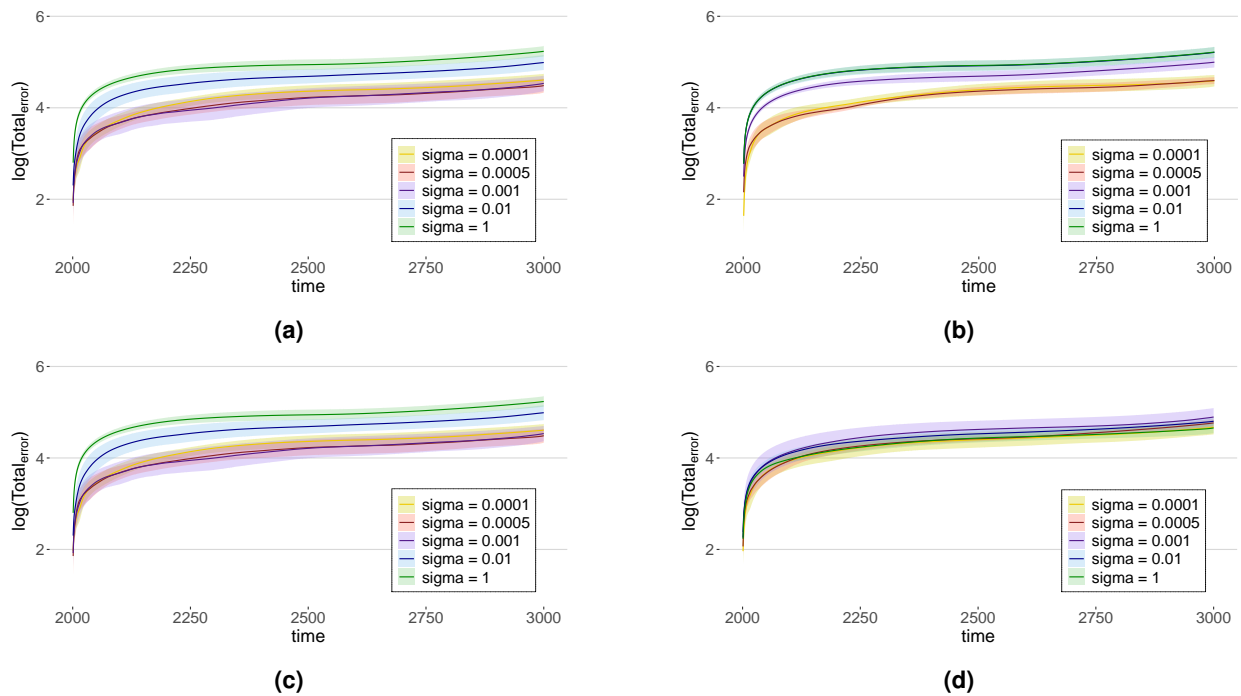 6
4
2
log(Total_error)
sigma = 0.0001
sigma = 0.0005
sigma = 0.001
sigma = 0.01
sigma = 1
2000 2250 2500 2750 3000
time
(a)
6
4
2
log(Total_error)
sigma = 0.0001
sigma = 0.0005
sigma = 0.001
sigma = 0.01
sigma = 1
2000 2250 2500 2750 3000
time
(b)
6
4
2
log(Total_error)
sigma = 0.0001
sigma = 0.0005
sigma = 0.001
sigma = 0.01
sigma = 1
2000 2250 2500 2750 3000
time
(c)
6
4
2
log(Total_error)
sigma = 0.0001
sigma = 0.0005
sigma = 0.001
sigma = 0.01
sigma = 1
2000 2250 2500 2750 3000
time
(d)